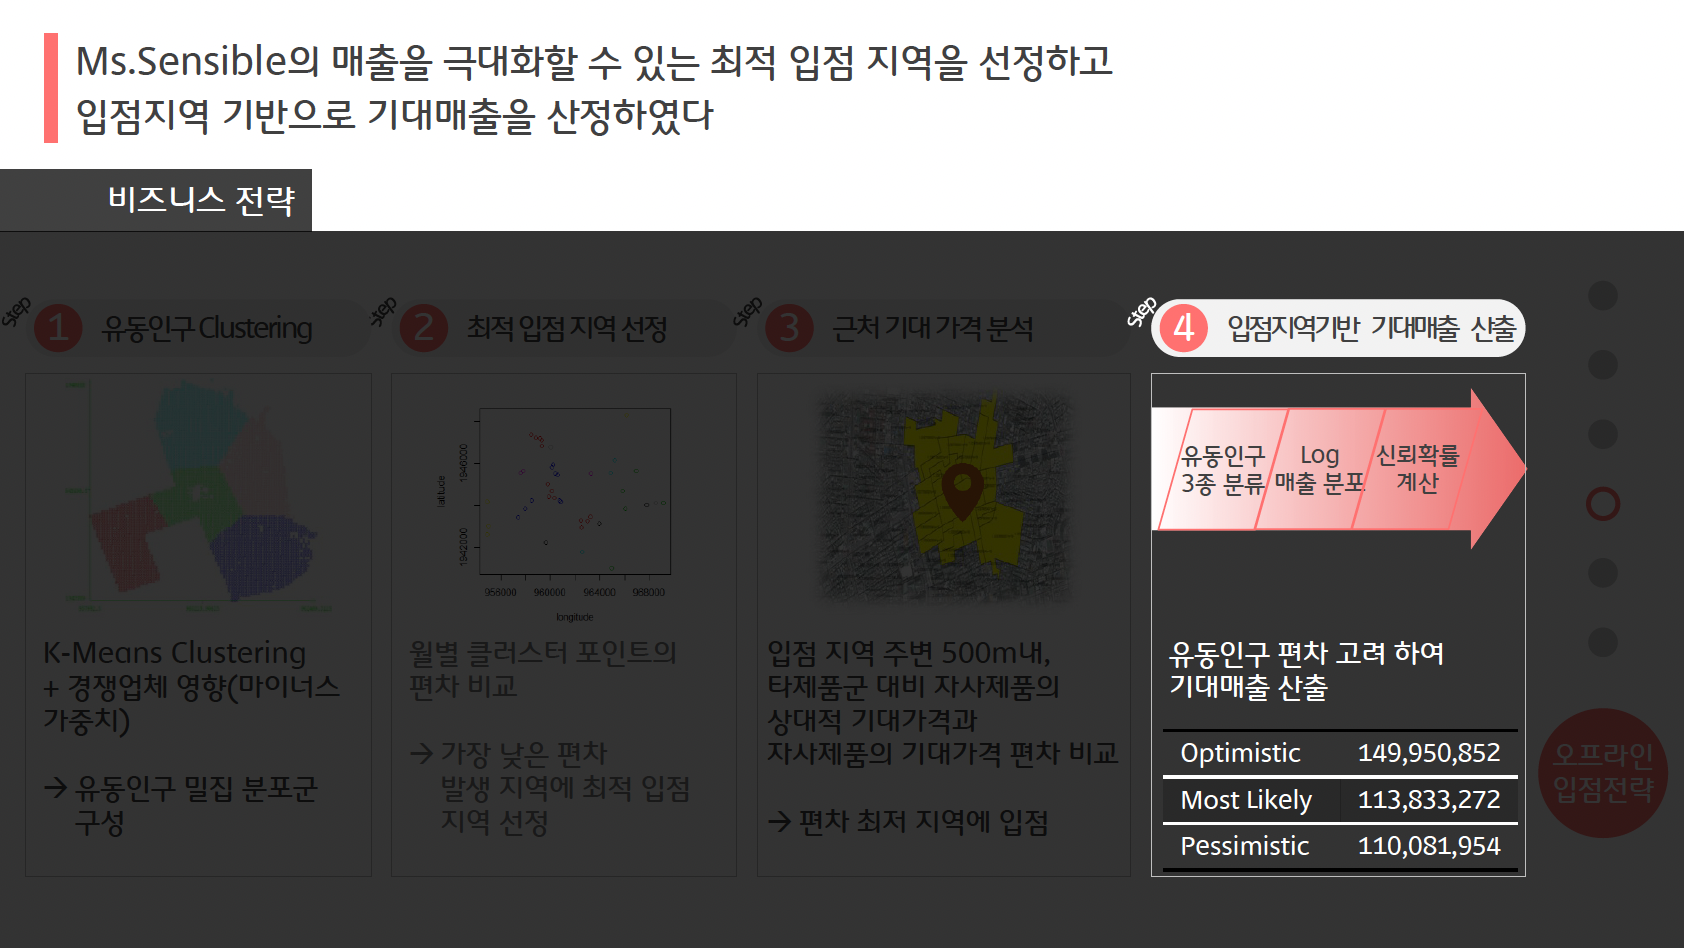 Ms.Sensible의 매출을 극대화할 수 있는 최적 입점 지역을 선정하고
입점지역 기반으로 기대매출을 산정하였다
비즈니스 전략
Step
1 유동인구 Clustering
K-Means Clustering
+ 경쟁업체 영향(마이너스
가중치)
→ 유동인구 밀집 분포군
구성
Step
2 최적 입점 지역 선정
latitude
1946000
1942000
956000 960000 964000 968000
longitude
월별 클러스터 포인트의
편차 비교
→ 가장 낮은 편차
발생 지역에 최적 입점
지역 선정
Step
3 근처 기대 가격 분석
입점 지역 주변 500m내,
타제품군 대비 자사제품의
상대적 기대가격과
자사제품의 기대가격 편차 비교
→ 편차 최저 지역에 입점
Step
4 입점지역기반 기대매출 산출
유동인구
3종 분류
Log
매출 분포
신뢰확률
계산
유동인구 편차 고려 하여
기대매출 산출
Optimistic 149,950,852
Most Likely 113,833,272
Pessimistic 110,081,954
오프라인
입점전략